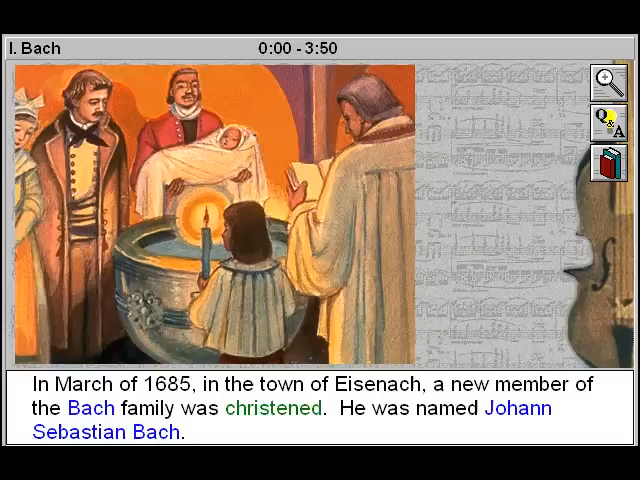 I. Bach
0:00 - 3:50
Q & A
In March of 1685, in the town of Eisenach, a new member of
the Bach family was christened. He was named Johann
Sebastian Bach.